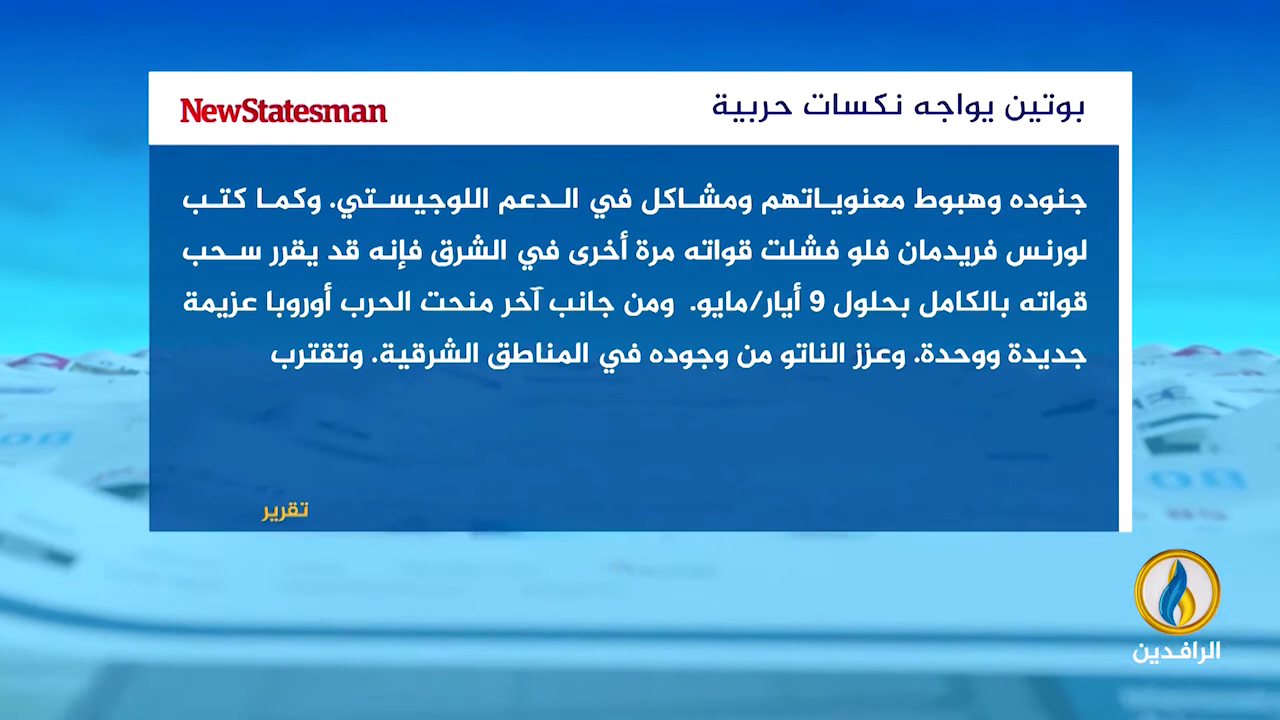 NewStatesman
بوتين يواجه نكسات حربية
جنوده وهبوط معنوياتهم ومشاكل في الدعم اللوجيستي. وكما كتب
لورنس فريدمان فلو فشلت قواته مرة أخرى في الشرق فإنه قد يقرر سحب
قواته بالكامل بحلول 9 أيار/مايو. ومن جانب آخر منحت الحرب أوروبا عزيمة
جديدة ووحدة. وعزز الناتو من وجوده في المناطق الشرقية. وتقترب
تقرير
الرافدين